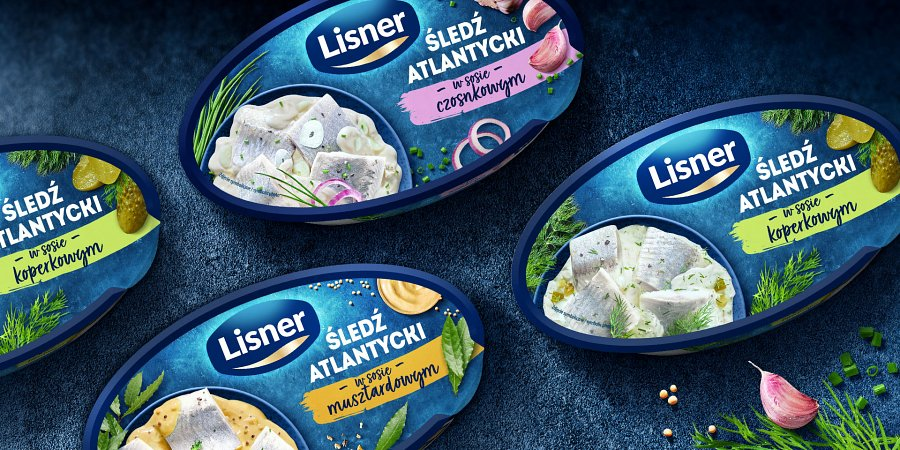 Lisner
ŚLEDŹ
ATLANTYCKI
w sosie
czosnkowym
ŚLEDŹ
ATLANTYCKI
w sosie
koperkowym
Lisner
ŚLEDŹ
ATLANTYCKI
w sosie
koperkowym
Lisner
ŚLEDŹ
ATLANTYCKI
w sosie
musztardowym